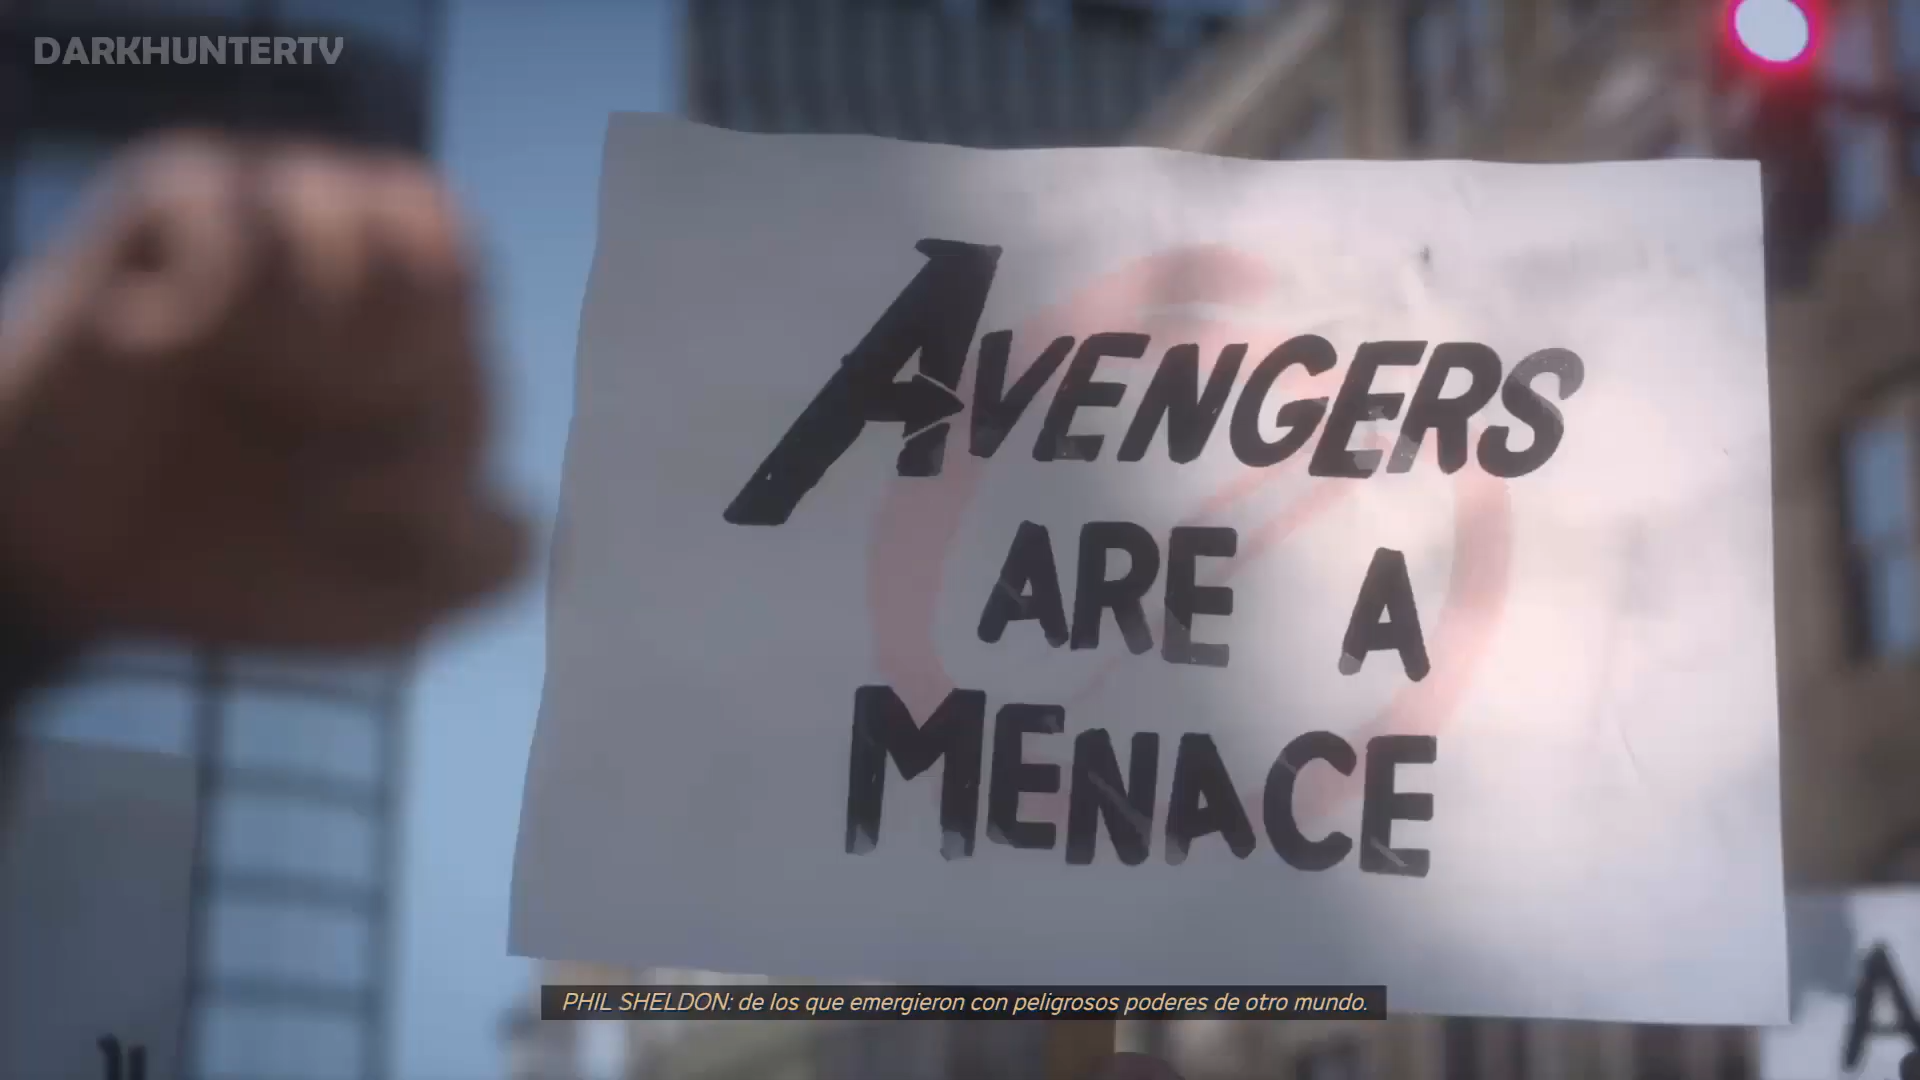 DARKHUNTERTV
AVENGERS
ARE A
MENACE
A
PHIL SHELDON: de los que emergieron con peligrosos poderes de otro mundo.